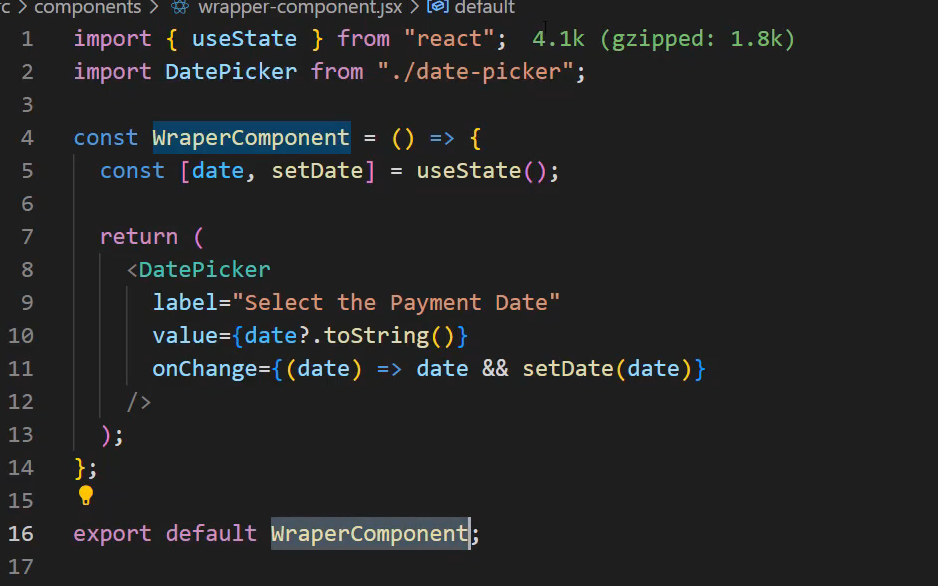 rc > components > wrapper-component.jsx > default
1 import { useState } from "react"; 4.1k (gzipped: 1.8k)
2 import DatePicker from "./date-picker";
3
4 const WraperComponent = () => {
5   const [date, setDate] = useState();
6
7   return (
8     <DatePicker
9       label="Select the Payment Date"
10       value={date?.toString()}
11       onChange={(date) => date && setDate(date)}
12     />
13   );
14 };
15
16 export default WraperComponent;
17